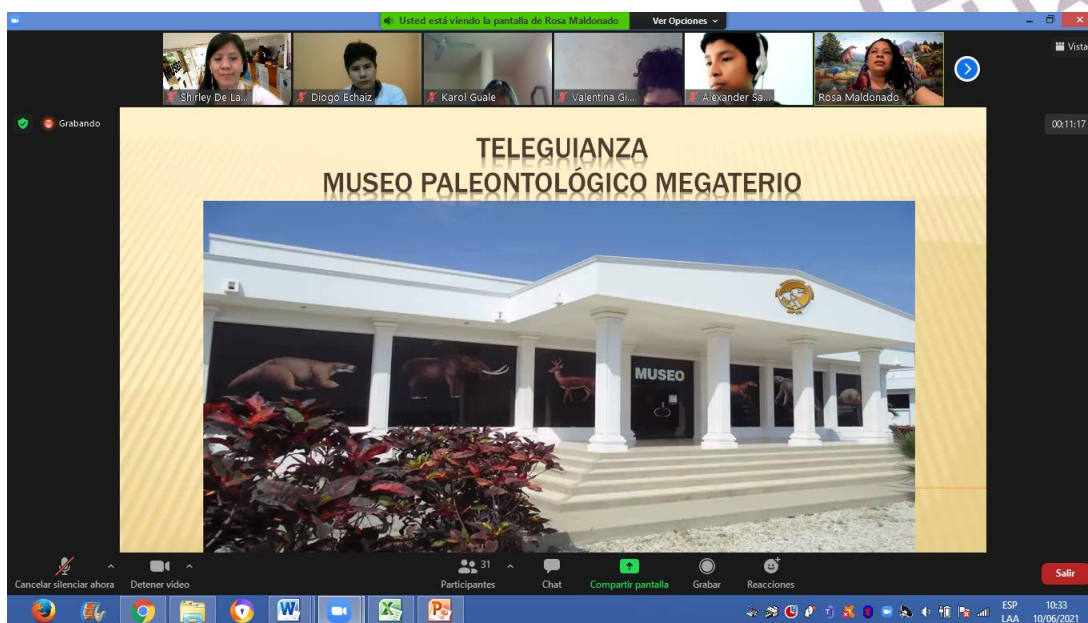 Usted está viendo la pantalla de Rosa Maldonado
Ver Opciones
Vista
Shirley De La...
Diogo Echaiz
Karol Guale
Valentina Gi...
Alexander Sa...
Rosa Maldonado
Grabando
00:11:17
TELEGUIANZA
MUSEO PALEONTOLÓGICO MEGATERIO
MUSEO
Cancelar silenciar ahora
Detener video
31
Participantes
Chat
Compartir pantalla
Grabar
Reacciones
Salir
ESP
LAA
10:33
10/06/2021